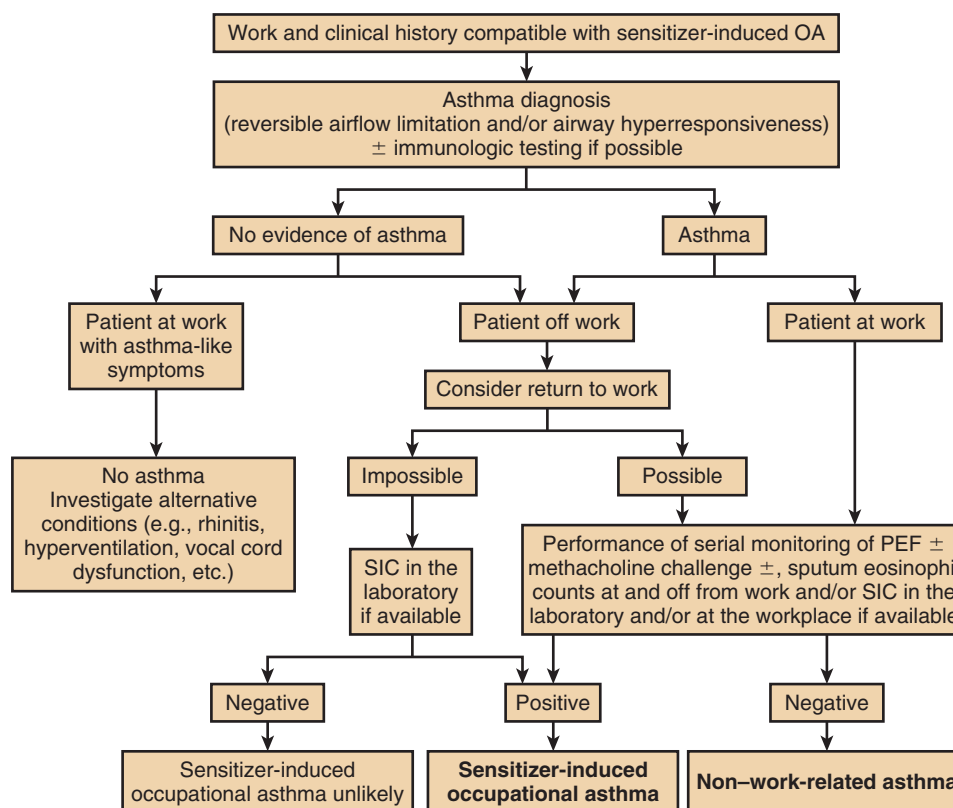 Work and clinical history compatible with sensitizer-induced OA
Asthma diagnosis
(reversible airflow limitation and/or airway hyperresponsiveness)
± immunologic testing if possible
No evidence of asthma
Asthma
Patient at work
with asthma-like
symptoms
Patient off work
Patient at work
Consider return to work
No asthma
Investigate alternative
conditions (e.g., rhinitis,
hyperventilation, vocal cord
dysfunction, etc.)
Impossible
Possible
SIC in the
laboratory
if available
Performance of serial monitoring of PEF ±
methacholine challenge ±, sputum eosinophi
counts at and off from work and/or SIC in the
laboratory and/or at the workplace if available
Negative
Positive
Negative
Sensitizer-induced
occupational asthma unlikely
Sensitizer-induced
occupational asthma
Non–work-related asthma